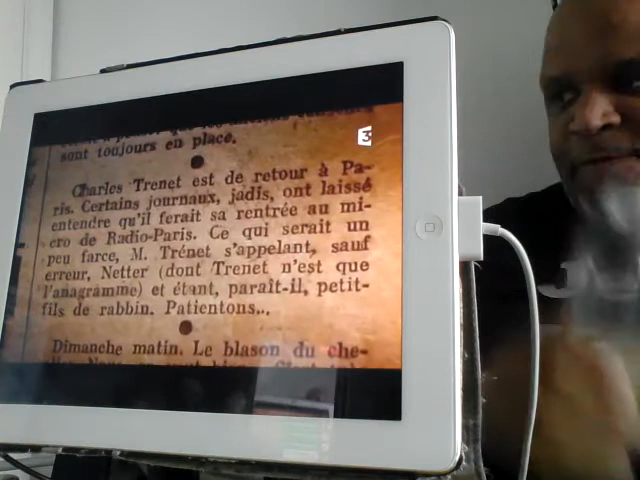 sont toujours en place.
3
Charles Trenet est de retour à Pa-
ris. Certains journaux, jadis, ont laissé
entendre qu'il ferait sa rentrée au mi-
cro de Radio-Paris. Ce qui serait un
peu farce, M. Trénet s'appelant, sauf
erreur, Netter (dont Trenet n'est que
l'anagramme) et étant, paraît-il, petit-
fils de rabbin. Patientons...
Dimanche matin. Le blason du che-